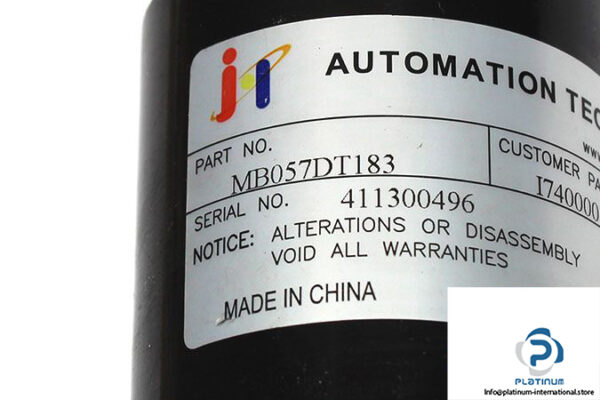 AUTOMATION TEC
www
PART NO.
MB057DT183
CUSTOMER PA
I740000
SERIAL NO. 411300496
NOTICE: ALTERATIONS OR DISASSEMBLY
VOID ALL WARRANTIES
MADE IN CHINA
PLATINUM
Info@platinum-international.store